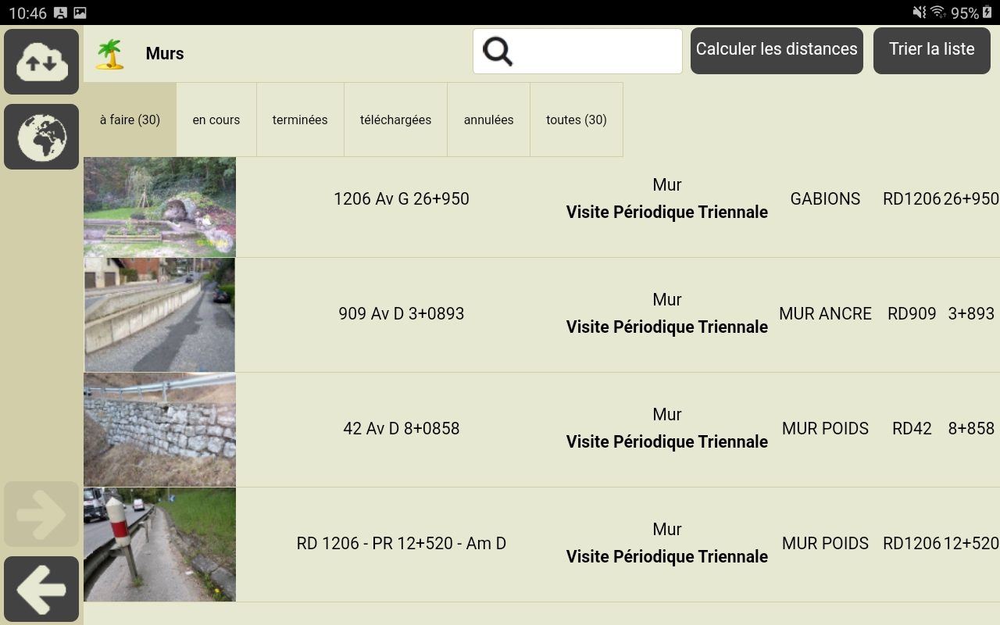 10:46
95%
Murs
Calculer les distances
Trier la liste
à faire (30)
en cours
terminées
téléchargées
annulées
toutes (30)
1206 Av G 26+950
Mur
Visite Périodique Triennale
GABIONS
RD1206
26+950
909 Av D 3+0893
Mur
Visite Périodique Triennale
MUR ANCRE
RD909
3+893
42 Av D 8+0858
Mur
Visite Périodique Triennale
MUR POIDS
RD42
8+858
RD 1206 - PR 12+520 - Am D
Mur
Visite Périodique Triennale
MUR POIDS
RD1206
12+520